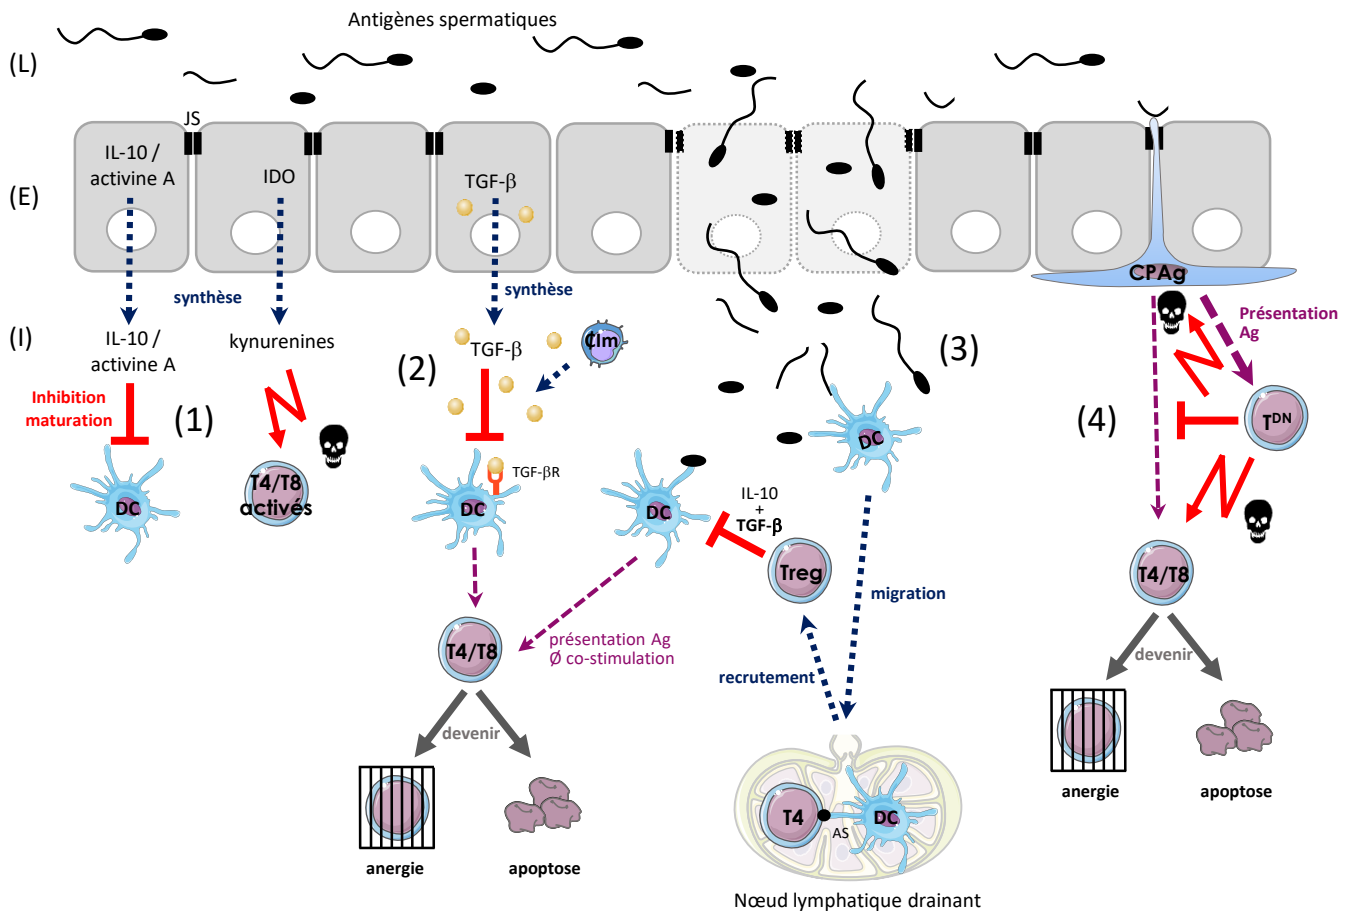 Antigènes spermatiques
(L)
JS
IL-10 /
activine A
IDO
TGF-β
(E)
CPAg
synthèse
synthèse
(I)
IL-10 /
activine A
kynurenines
TGF-β
CIm
Présentation
Ag
Inhibition
maturation
(1)
(2)
(3)
(4)
T4/T8
activés
DC
TGF-βR
DC
DC
DC
IL-10
+
TGF-β
Treg
TDN
T4/T8
migration
présentation Ag
Ø co-stimulation
T4/T8
recrutement
devenir
devenir
anergie
apoptose
T4
AS
DC
anergie
apoptose
Nœud lymphatique drainant